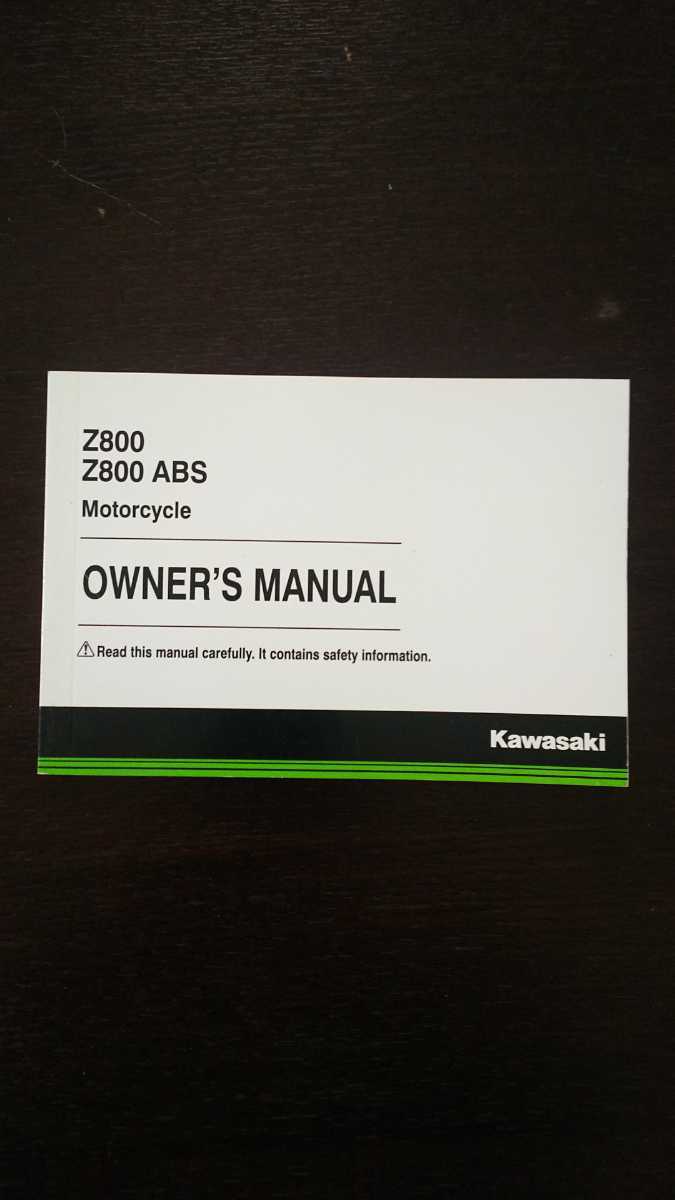 Z800
Z800 ABS
Motorcycle
OWNER'S MANUAL
Read this manual carefully. It contains safety information.
Kawasaki